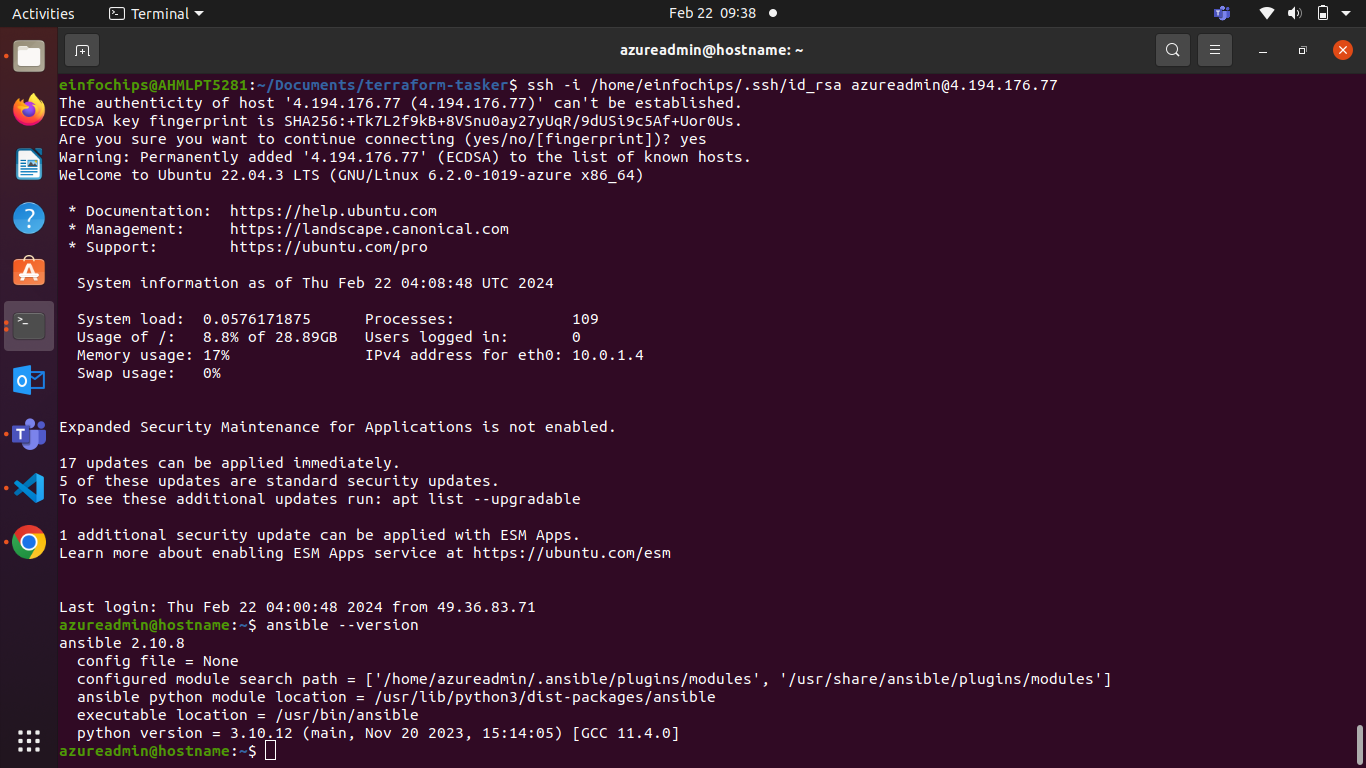 Activities
Terminal
Feb 22 09:38
azureadmin@hostname: ~
einfochips@AHMLPT5281:~/Documents/terraform-tasker$ ssh -i /home/einfochips/.ssh/id_rsa azureadmin@4.194.176.77
The authenticity of host '4.194.176.77 (4.194.176.77)' can't be established.
ECDSA key fingerprint is SHA256:+Tk7L2f9kB+8VSnu0ay27yUqR/9dUSi9c5Af+Uor0Us.
Are you sure you want to continue connecting (yes/no/[fingerprint])? yes
Warning: Permanently added '4.194.176.77' (ECDSA) to the list of known hosts.
Welcome to Ubuntu 22.04.3 LTS (GNU/Linux 6.2.0-1019-azure x86_64)
* Documentation:  https://help.ubuntu.com
* Management:     https://landscape.canonical.com
* Support:        https://ubuntu.com/pro
System information as of Thu Feb 22 04:08:48 UTC 2024
System load:  0.0576171875      Processes:             109
Usage of /:   8.8% of 28.89GB   Users logged in:       0
Memory usage: 17%               IPv4 address for eth0: 10.0.1.4
Swap usage:   0%
Expanded Security Maintenance for Applications is not enabled.
17 updates can be applied immediately.
5 of these updates are standard security updates.
To see these additional updates run: apt list --upgradable
1 additional security update can be applied with ESM Apps.
Learn more about enabling ESM Apps service at https://ubuntu.com/esm
Last login: Thu Feb 22 04:00:48 2024 from 49.36.83.71
azureadmin@hostname:~$ ansible --version
ansible 2.10.8
config file = None
configured module search path = ['/home/azureadmin/.ansible/plugins/modules', '/usr/share/ansible/plugins/modules']
ansible python module location = /usr/lib/python3/dist-packages/ansible
executable location = /usr/bin/ansible
python version = 3.10.12 (main, Nov 20 2023, 15:14:05) [GCC 11.4.0]
azureadmin@hostname:~$